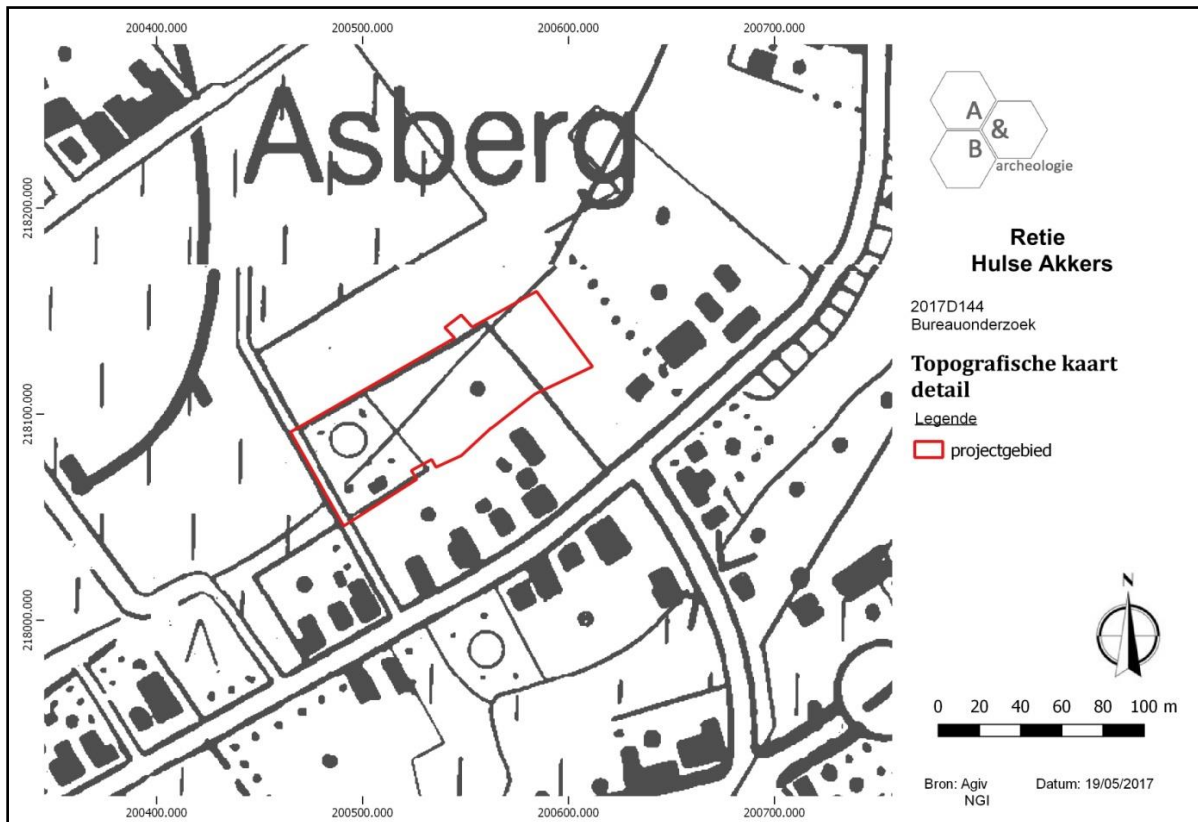 200400.000
200500.000
200600.000
200700.000
218200.000
218100.000
218000.000
Asberg
A
&
B
archeologie
Retie
Hulse Akkers
2017D144
Bureauonderzoek
Topografische kaart
detail
Legende
projectgebied
N
0 20 40 60 80 100 m
Bron: Agiv
NGI
Datum: 19/05/2017
200400.000
200500.000
200600.000
200700.000